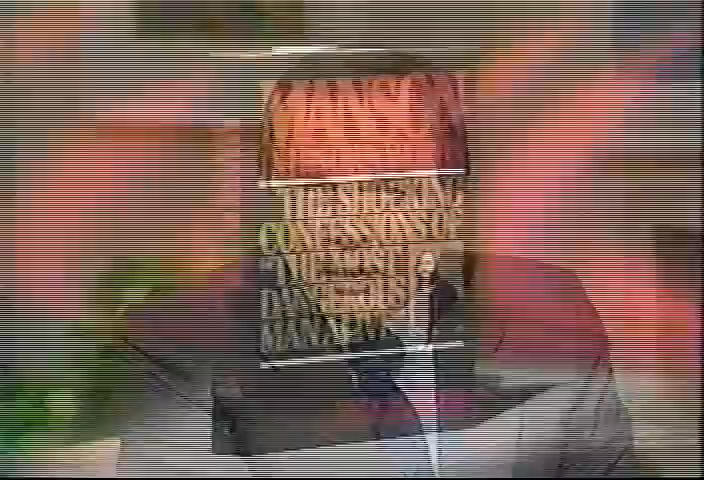 MANSON
THE SHOCKING
CONFESSIONS OF
THE MOST
DANGEROUS
MAN ALIVE